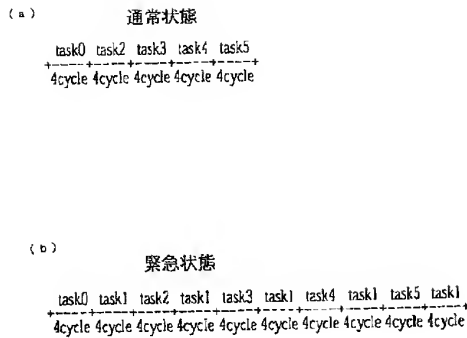 (a)
通常状態
task0 task2 task3 task4 task5
4cycle 4cycle 4cycle 4cycle 4cycle
(b)
緊急状態
task0 task1 task2 task1 task3 task1 task4 task1 task5 task1
4cycle 4cycle 4cycle 4cycle 4cycle 4cycle 4cycle 4cycle 4cycle 4cycle